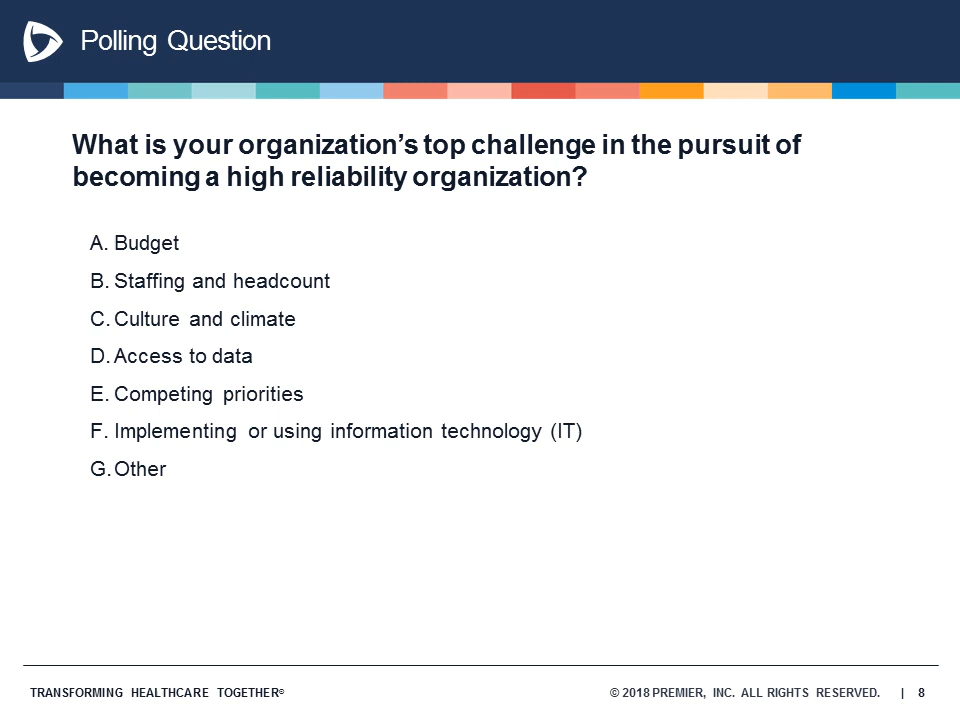 Polling Question
What is your organization’s top challenge in the pursuit of
becoming a high reliability organization?
A. Budget
B. Staffing and headcount
C. Culture and climate
D. Access to data
E. Competing priorities
F. Implementing or using information technology (IT)
G. Other
TRANSFORMING HEALTHCARE TOGETHER® © 2018 PREMIER, INC. ALL RIGHTS RESERVED. | 8